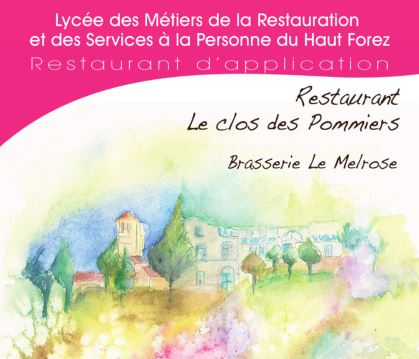 Lycée des Métiers de la Restauration
et des Services à la Personne du Haut Forez
Restaurant d'application
Restaurant
Le clos des Pommiers
Brasserie Le Melrose